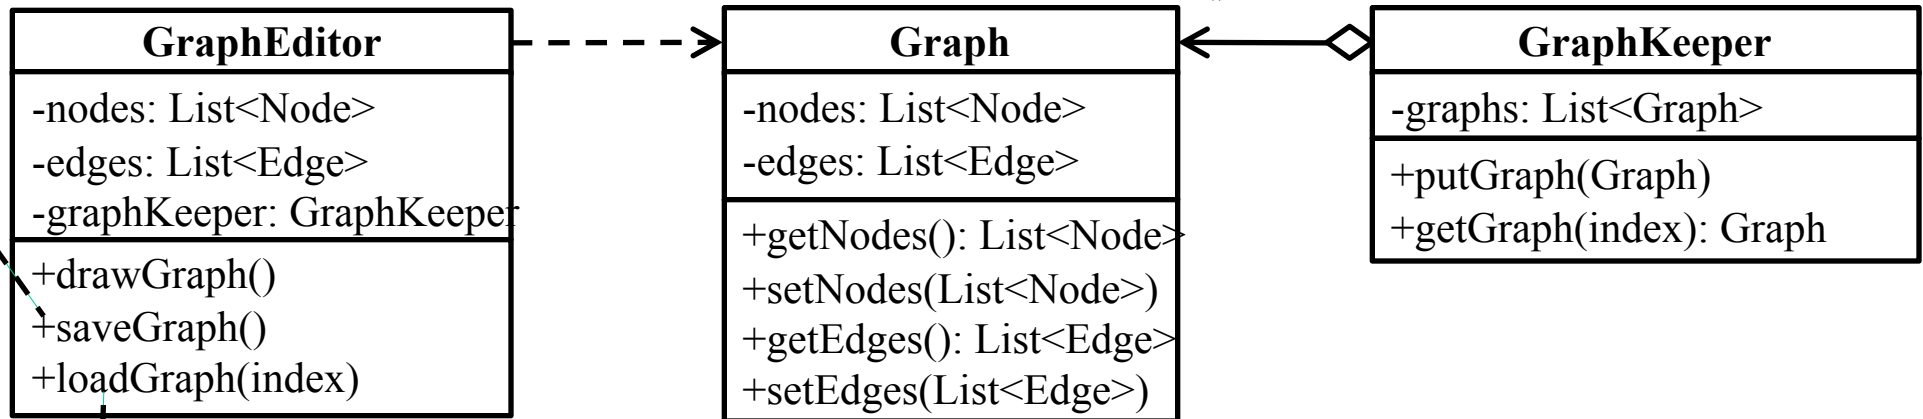 GraphEditor
-nodes: List<Node>
-edges: List<Edge>
-graphKeeper: GraphKeeper
+drawGraph()
+saveGraph()
+loadGraph(index)
Graph
-nodes: List<Node>
-edges: List<Edge>
+getNodes(): List<Node>
+setNodes(List<Node>)
+getEdges(): List<Edge>
+setEdges(List<Edge>)
GraphKeeper
-graphs: List<Graph>
+putGraph(Graph)
+getGraph(index): Graph